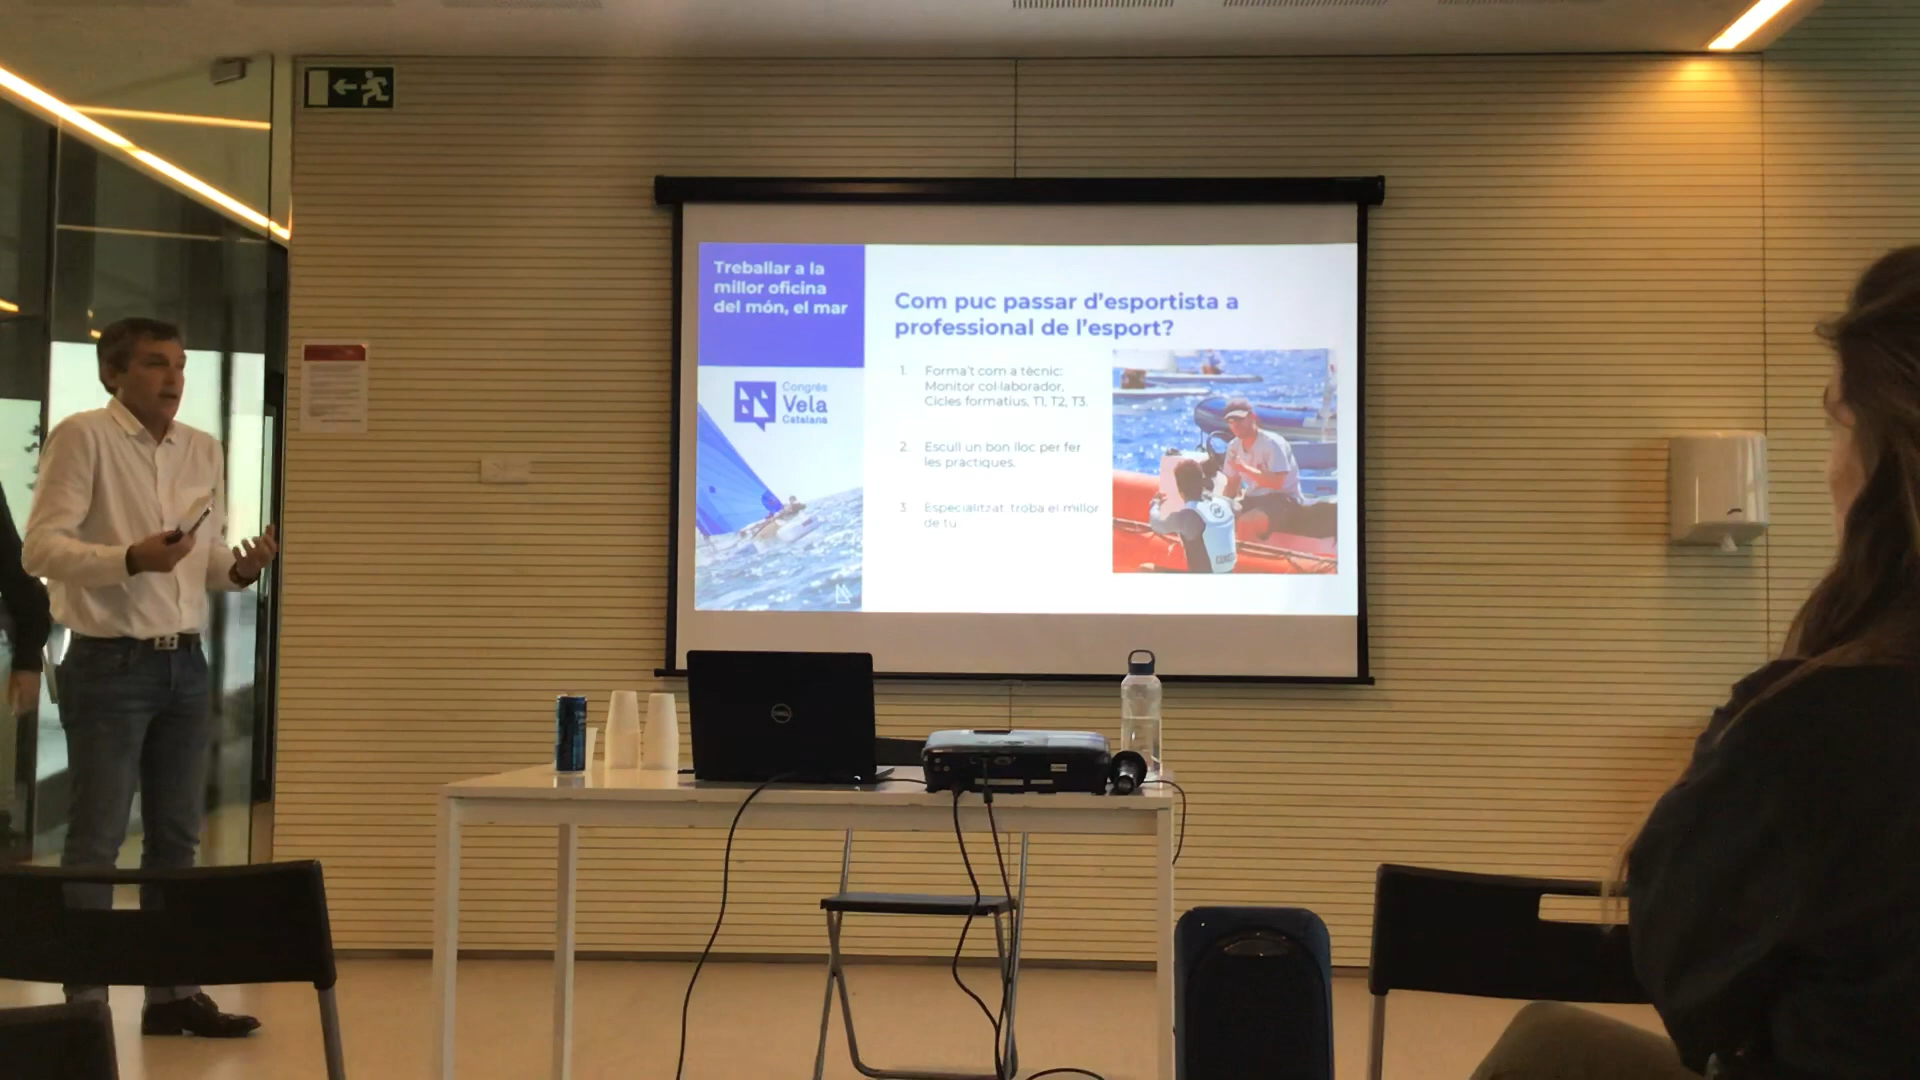 Treballar a la
millor oficina
del món, el mar
Congrés
Vela
Catalana
Com puc passar d'esportista a
professional de l'esport?
1. Forma't com a tècnic:
Monitor col·laborador,
Cicles formatius, T1, T2, T3.
2. Escull un bon lloc per fer
les pràctiques.
3. Especialitzat troba el millor
de tu
DELL